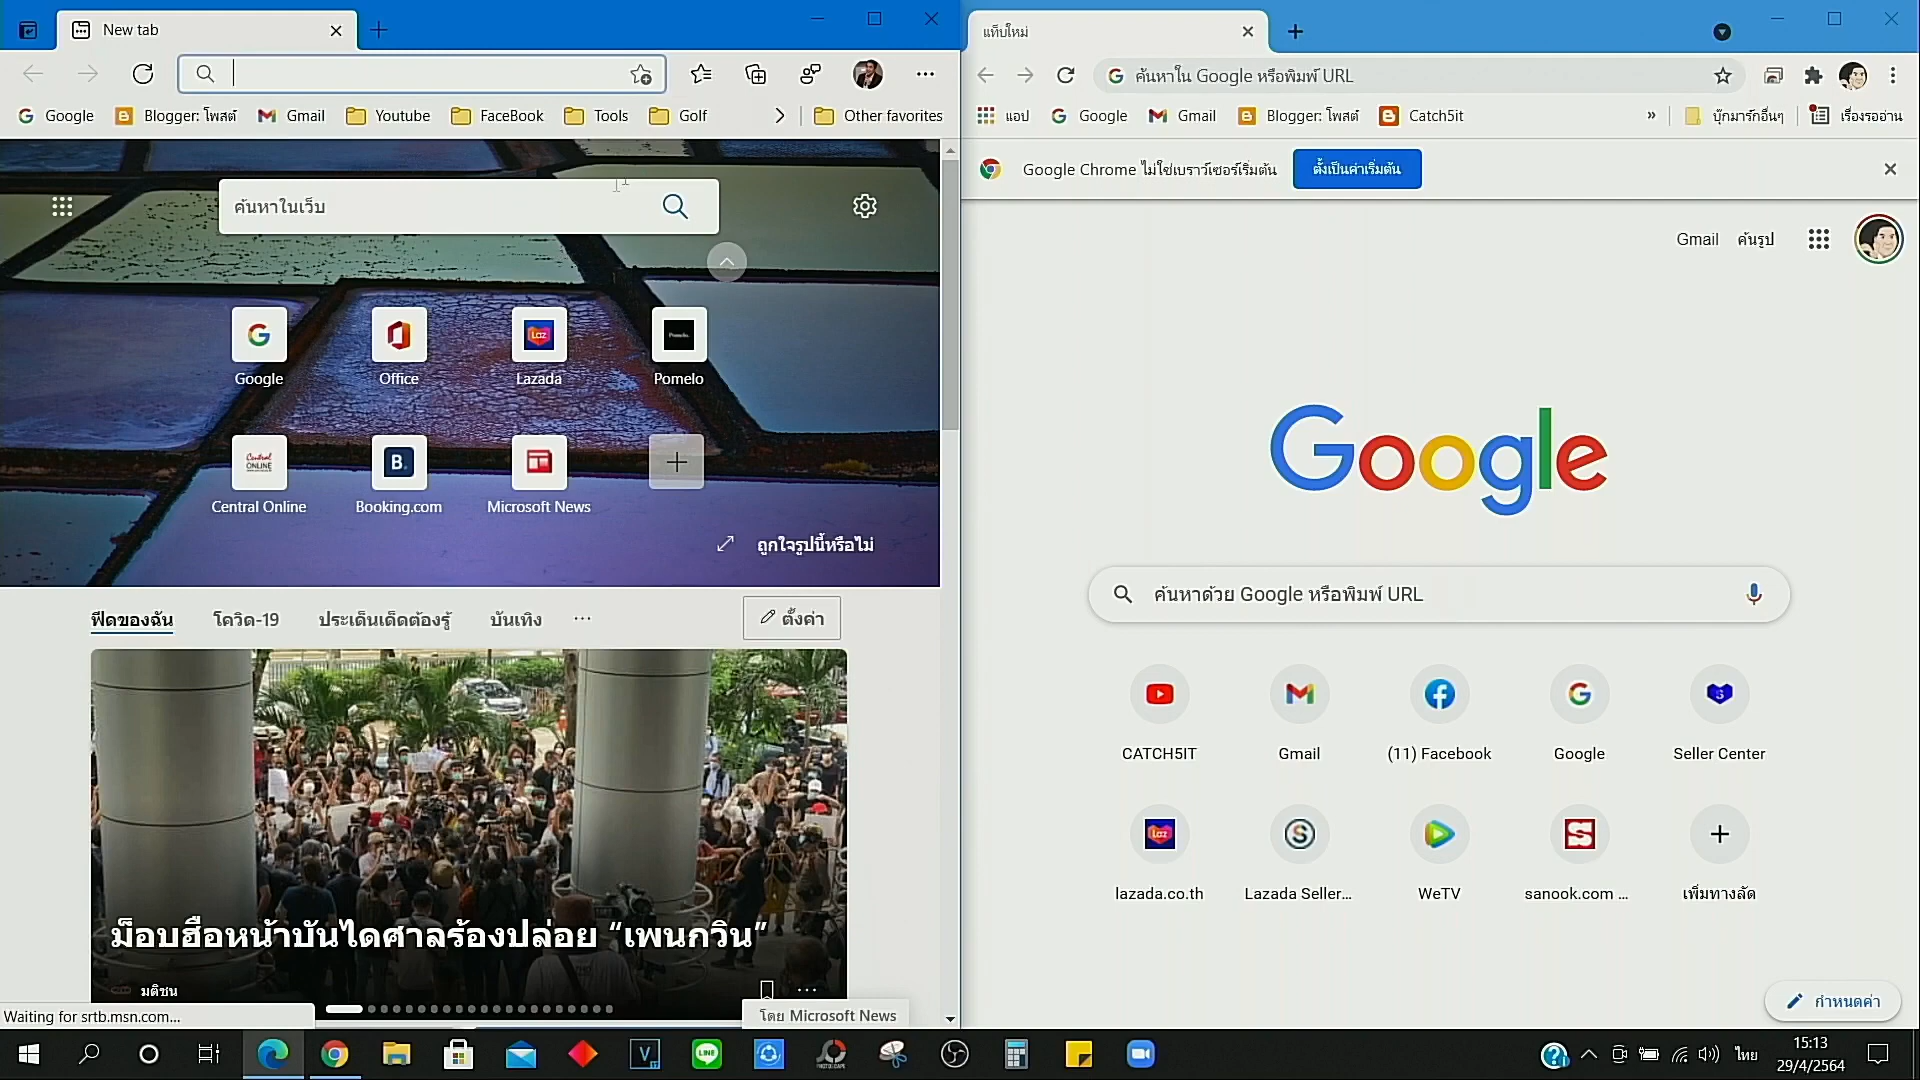 New tab
Google
Blogger: โพสต์
Gmail
Youtube
FaceBook
Tools
Golf
Other favorites
ค้นหาในเว็บ
Google
Office
Laz
Lazada
Pomelo
Central
ONLINE
Central Online
B.
Booking.com
Microsoft News
ถูกใจรูปนี้หรือไม่
ฟีดของฉัน
โควิด-19
ประเด็นเด็ดต้องรู้
บันเทิง
ตั้งค่า
ม็อบฮือหน้าบันไดศาลร้องปล่อย “เพนกวิน”
มติชน
Waiting for srtb.msn.com...
โดย Microsoft News
แท็บใหม่
ค้นหาใน Google หรือพิมพ์ URL
แอป
Google
Gmail
Blogger: โพสต์
Catch5it
»
บุ๊กมาร์กอื่นๆ
เรื่องรออ่าน
Google Chrome ไม่ใช่เบราว์เซอร์เริ่มต้น
ตั้งเป็นค่าเริ่มต้น
Gmail
ค้นรูป
Google
ค้นหาด้วย Google หรือพิมพ์ URL
CATCH5IT
Gmail
(11) Facebook
Google
Seller Center
Laz
lazada.co.th
Lazada Seller...
WeTV
sanook.com ...
เพิ่มทางลัด
กำหนดค่า
LINE
ไทย
15:13
29/4/2564